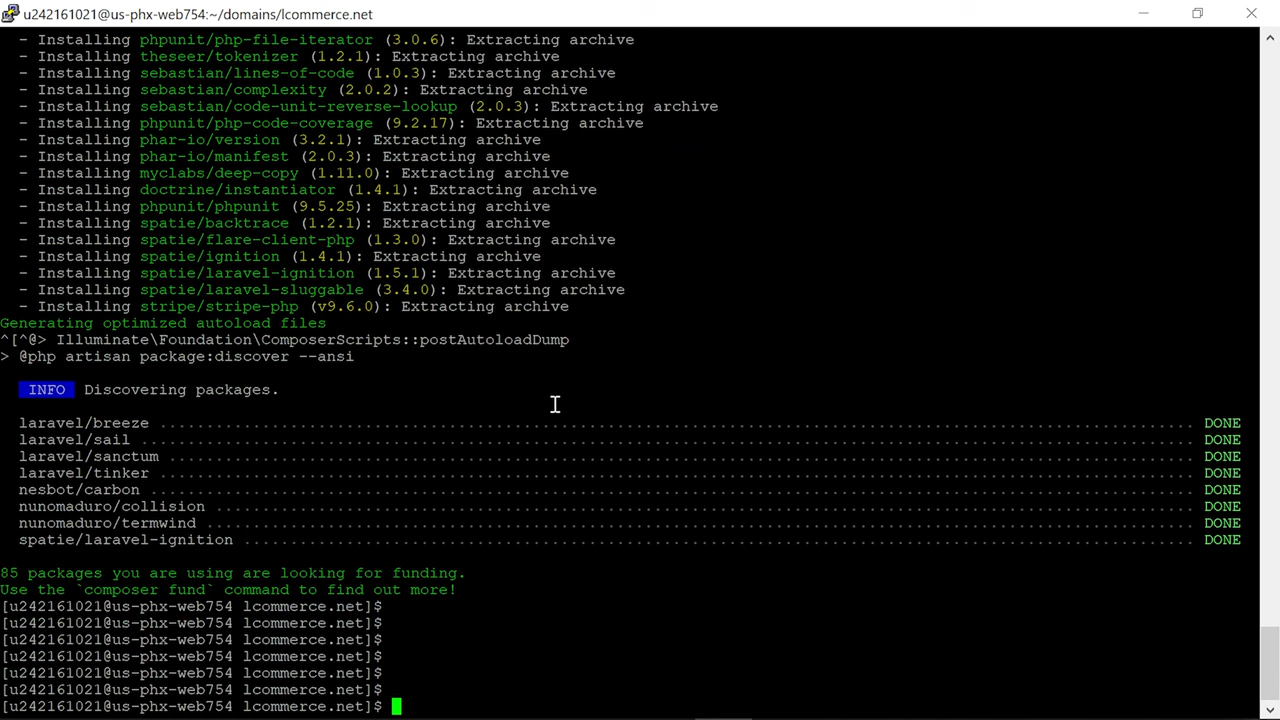 u242161021@us-phx-web754:~/domains/lcommerce.net
- Installing phpunit/php-file-iterator (3.0.6): Extracting archive
- Installing theseer/tokenizer (1.2.1): Extracting archive
- Installing sebastian/lines-of-code (1.0.3): Extracting archive
- Installing sebastian/complexity (2.0.2): Extracting archive
- Installing sebastian/code-unit-reverse-lookup (2.0.3): Extracting archive
- Installing phpunit/php-code-coverage (9.2.17): Extracting archive
- Installing phar-io/version (3.2.1): Extracting archive
- Installing phar-io/manifest (2.0.3): Extracting archive
- Installing myclabs/deep-copy (1.11.0): Extracting archive
- Installing doctrine/instantiator (1.4.1): Extracting archive
- Installing phpunit/phpunit (9.5.25): Extracting archive
- Installing spatie/backtrace (1.2.1): Extracting archive
- Installing spatie/flare-client-php (1.3.0): Extracting archive
- Installing spatie/ignition (1.4.1): Extracting archive
- Installing spatie/laravel-ignition (1.5.1): Extracting archive
- Installing spatie/laravel-sluggable (3.4.0): Extracting archive
- Installing stripe/stripe-php (v9.6.0): Extracting archive
Generating optimized autoload files
^[^@> Illuminate\Foundation\ComposerScripts::postAutoloadDump
> @php artisan package:discover --ansi
INFO Discovering packages.
laravel/breeze ........................................ DONE
laravel/sail ........................................ DONE
laravel/sanctum ........................................ DONE
laravel/tinker ........................................ DONE
nesbot/carbon ........................................ DONE
nunomaduro/collision ........................................ DONE
nunomaduro/termwind ........................................ DONE
spatie/laravel-ignition ........................................ DONE
85 packages you are using are looking for funding.
Use the `composer fund` command to find out more!
[u242161021@us-phx-web754 lcommerce.net]$
[u242161021@us-phx-web754 lcommerce.net]$
[u242161021@us-phx-web754 lcommerce.net]$
[u242161021@us-phx-web754 lcommerce.net]$
[u242161021@us-phx-web754 lcommerce.net]$
[u242161021@us-phx-web754 lcommerce.net]$
[u242161021@us-phx-web754 lcommerce.net]$